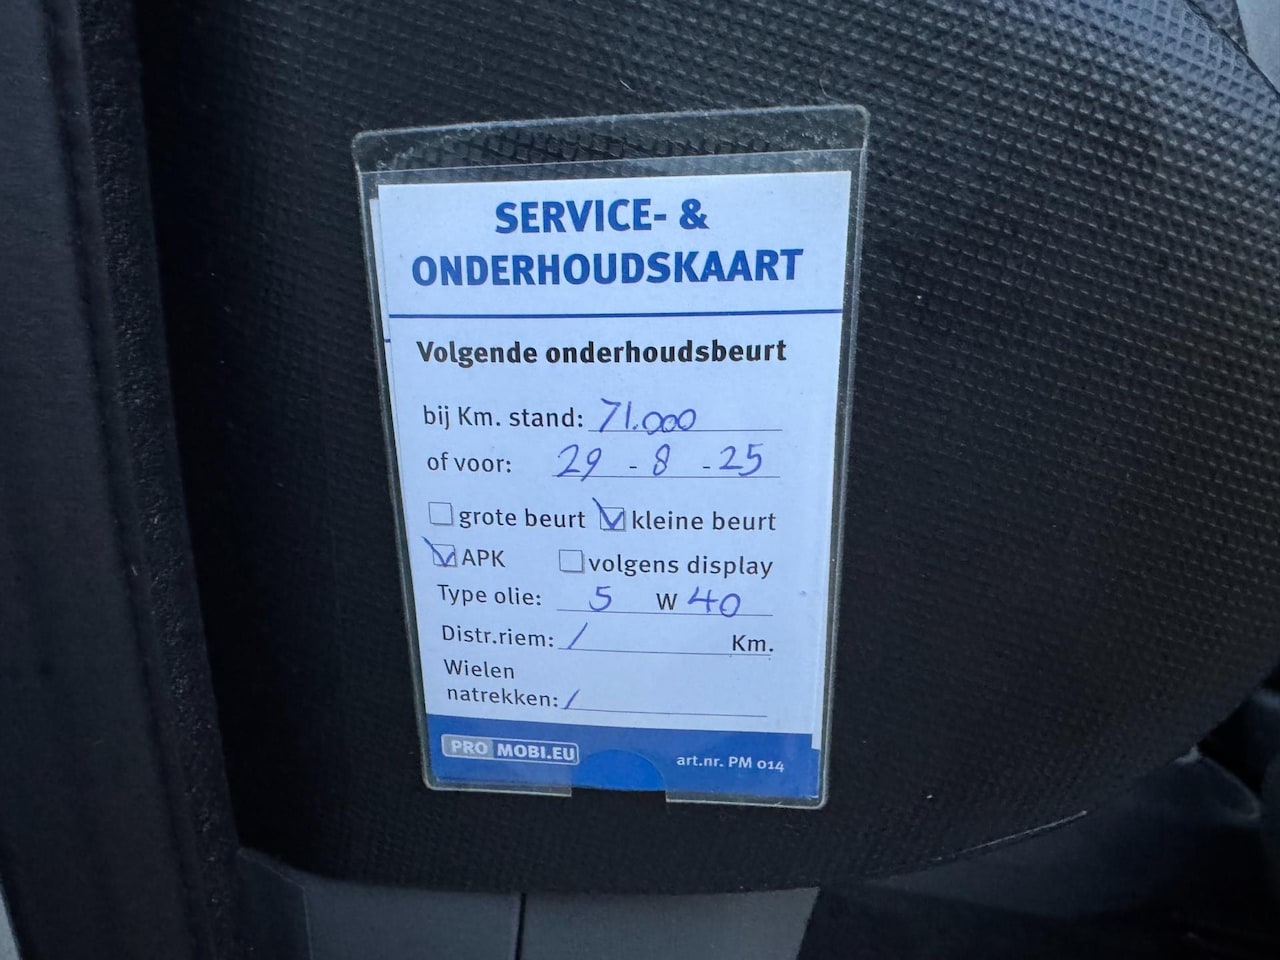 SERVICE- &
ONDERHOUDSKAART
Volgende onderhoudsbeurt
bij Km. stand: 71.000
of voor: 29 - 8 - 25
grote beurt kleine beurt
APK volgens display
Type olie: 5 W 40
Distr.riem: / Km.
Wielen
natrekken: /
PRO MOBI.EU art.nr. PM 014